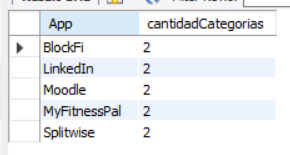 App cantidadCategorias
BlockFi 2
LinkedIn 2
Moodle 2
MyFitnessPal 2
Splitwise 2